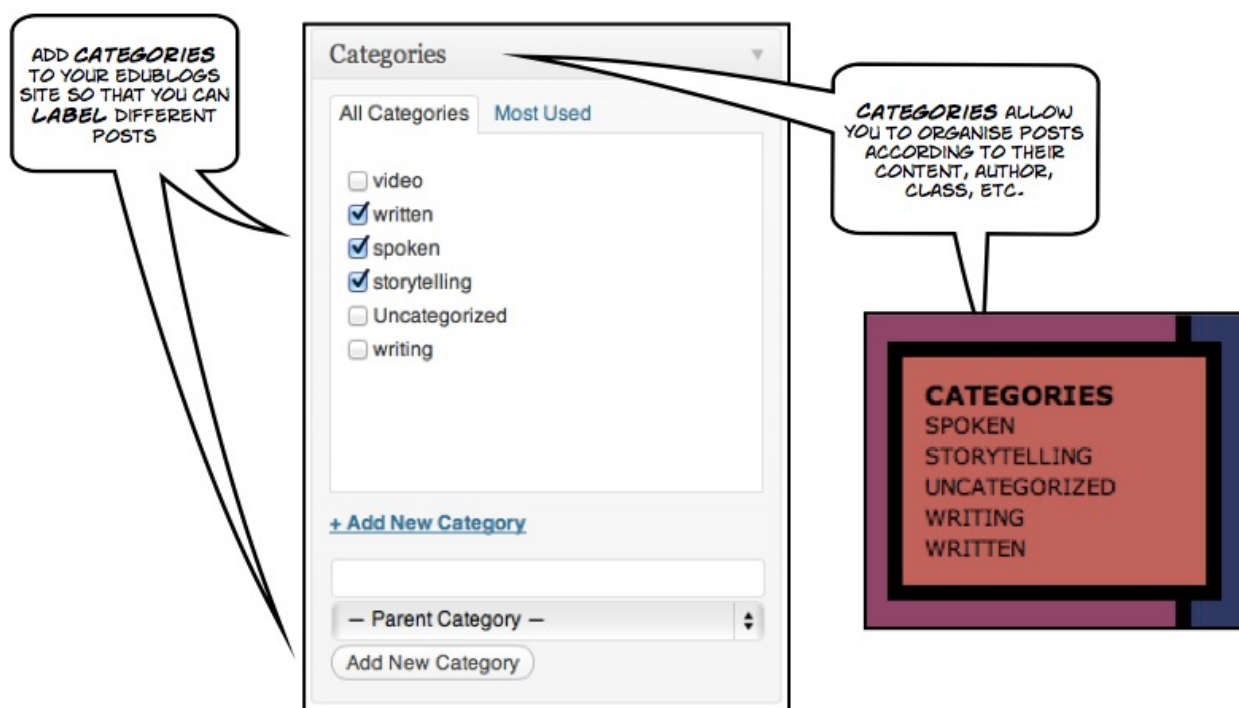 ADD CATEGORIES
TO YOUR EDUBLOGS
SITE SO THAT YOU CAN
LABEL DIFFERENT
POSTS
Categories
All Categories Most Used
video
written
spoken
storytelling
Uncategorized
writing
+ Add New Category
— Parent Category —
Add New Category
CATEGORIES ALLOW
YOU TO ORGANISE POSTS
ACCORDING TO THEIR
CONTENT, AUTHOR,
CLASS, ETC.
CATEGORIES
SPOKEN
STORYTELLING
UNCATEGORIZED
WRITING
WRITTEN